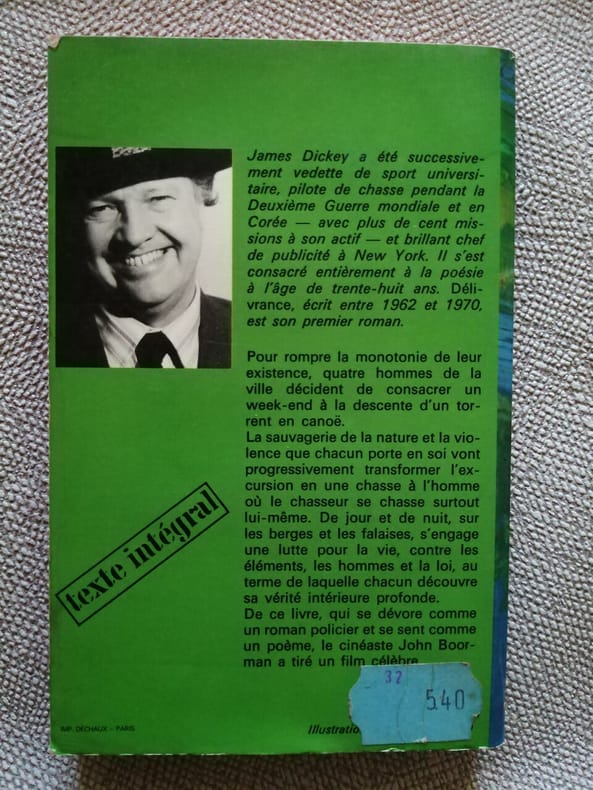 James Dickey a été successive-
ment vedette de sport universi-
taire, pilote de chasse pendant la
Deuxième Guerre mondiale et en
Corée — avec plus de cent mis-
sions à son actif — et brillant chef
de publicité à New York. Il s'est
consacré entièrement à la poésie
à l'âge de trente-huit ans. Déli-
vrance, écrit entre 1962 et 1970,
est son premier roman.
Pour rompre la monotonie de leur
existence, quatre hommes de la
ville décident de consacrer un
week-end à la descente d'un tor-
rent en canoë.
La sauvagerie de la nature et la vio-
lence que chacun porte en soi vont
progressivement transformer l'ex-
cursion en une chasse à l'homme
où le chasseur se chasse surtout
lui-même. De jour et de nuit, sur
les berges et les falaises, s'engage
une lutte pour la vie, contre les
éléments, les hommes et la loi, au
terme de laquelle chacun découvre
sa vérité intérieure profonde.
De ce livre, qui se dévore comme
un roman policier et se sent comme
un poème, le cinéaste John Boor-
man a tiré un film célèbre
texte intégral
32
5.40
IMP. DÉCHAUX – PARIS
Illustration